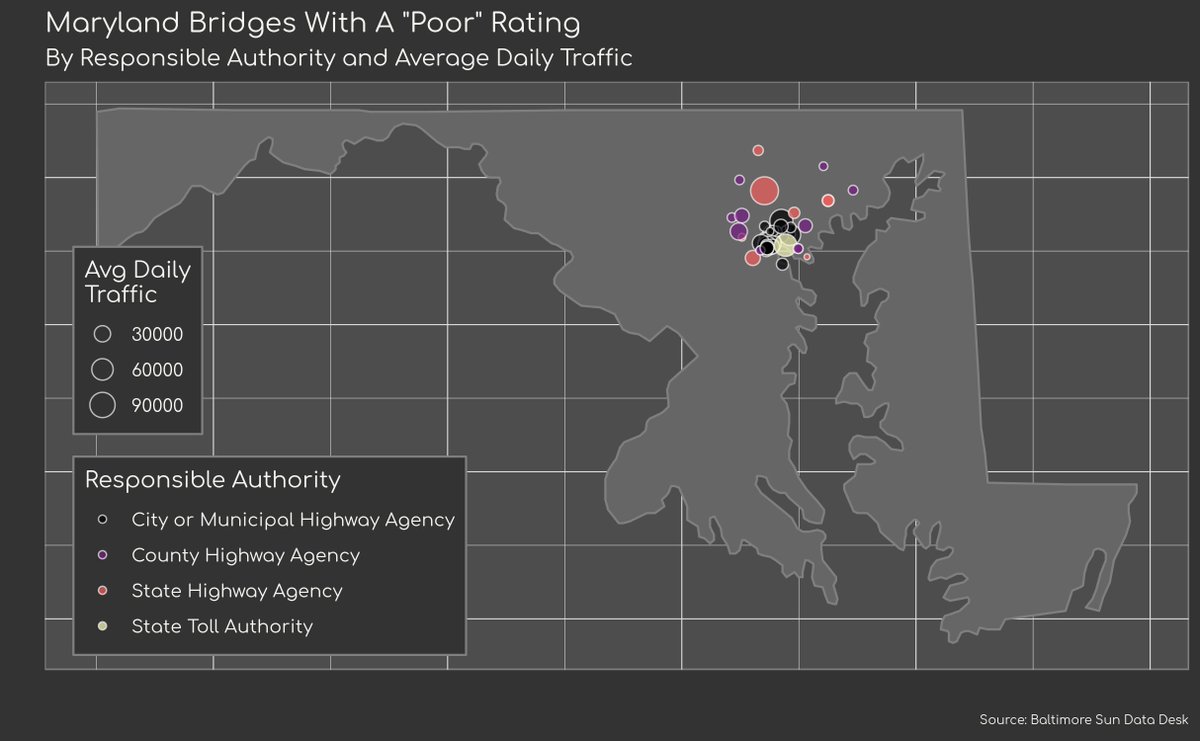 Maryland Bridges With A "Poor" Rating
By Responsible Authority and Average Daily Traffic
Avg Daily
Traffic
30000
60000
90000
Responsible Authority
City or Municipal Highway Agency
County Highway Agency
State Highway Agency
State Toll Authority
Source: Baltimore Sun Data Desk